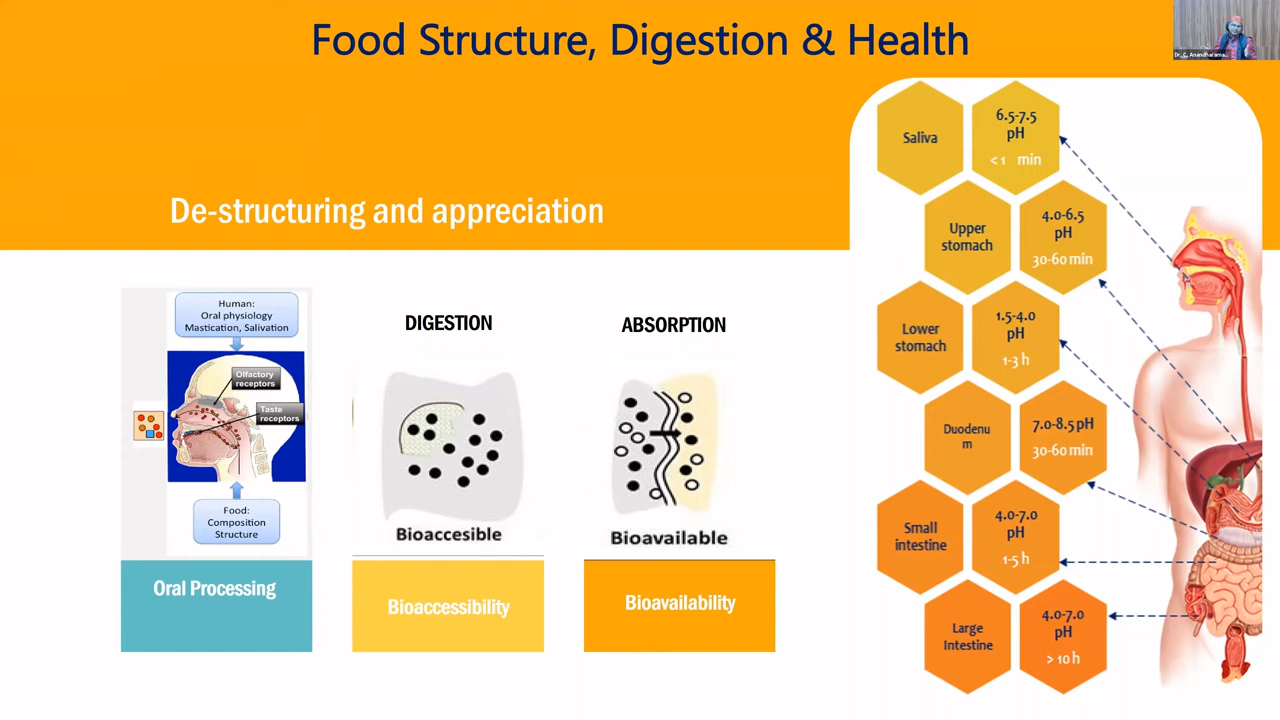 Food Structure, Digestion & Health
De-structuring and appreciation
Human:
Oral physiology
Mastication, Salivation
Olfactory
receptors
Taste
receptors
Food:
Composition
Structure
Oral Processing
DIGESTION
Bioaccesible
Bioaccessibility
ABSORPTION
Bioavailable
Bioavailability
Saliva
6.5-7.5
pH
< 1 min
Upper
stomach
4.0-6.5
pH
30-60 min
Lower
stomach
1.5-4.0
pH
1-3 h
Duodenu
m
7.0-8.5 pH
30-60 min
Small
intestine
4.0-7.0
pH
1-5 h
Large
Intestine
4.0-7.0
pH
> 10 h
Dr. C. Anandharama...